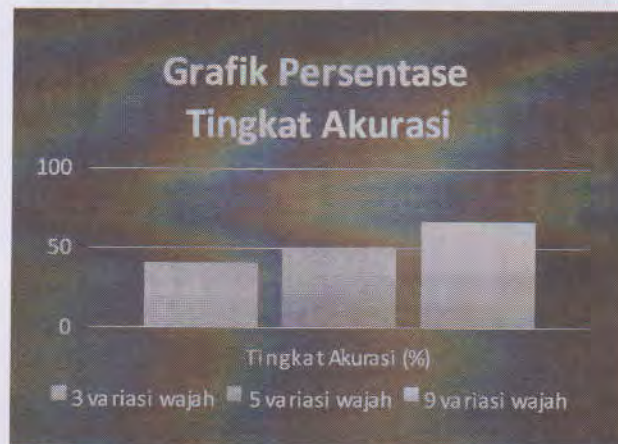 Grafik Persentase
Tingkat Akurasi
100
50
0
Tingkat Akurasi (%)
3 variasi wajah 5 variasi wajah 9 variasi wajah